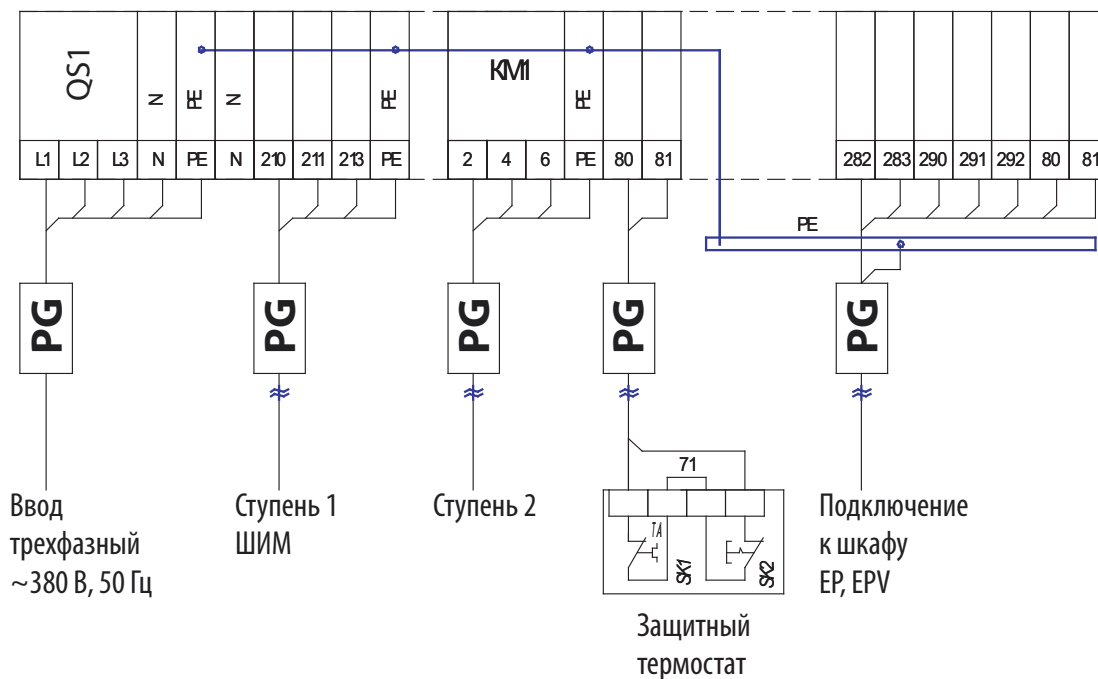 QS1
N
PE
N
PE
KM1
PE
L1 L2 L3 N PE N 210 211 213 PE 2 4 6 PE 80 81 282 283 290 291 292 80 81
PE
PG PG PG PG PG
71
TA
SK1
SK2
Ввод
трехфазный
~380 В, 50 Гц
Ступень 1
ШИМ
Ступень 2
Защитный
термостат
Подключение
к шкафу
EP, EPV